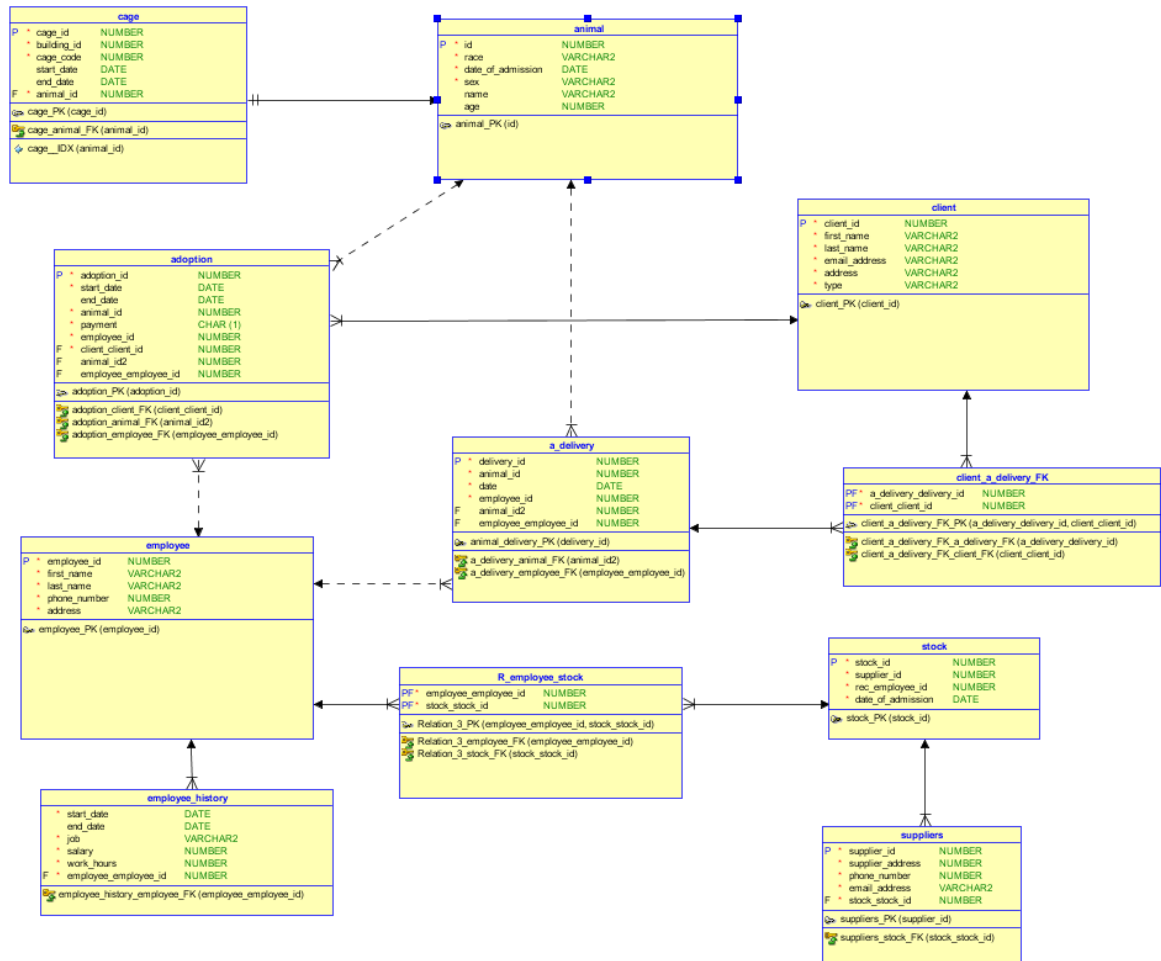 cage
P * cage_id NUMBER
* building_id NUMBER
* cage_code NUMBER
start_date DATE
end_date DATE
F * animal_id NUMBER
cage_PK (cage_id)
cage_animal_FK (animal_id)
cage__IDX (animal_id)
animal
P * id NUMBER
* race VARCHAR2
* date_of_admission DATE
* sex VARCHAR2
name VARCHAR2
age NUMBER
animal_PK (id)
client
P * client_id NUMBER
* first_name VARCHAR2
* last_name VARCHAR2
* email_address VARCHAR2
* address VARCHAR2
* type VARCHAR2
client_PK (client_id)
adoption
P * adoption_id NUMBER
* start_date DATE
end_date DATE
* animal_id NUMBER
* payment CHAR (1)
* employee_id NUMBER
F * client_client_id NUMBER
F animal_id2 NUMBER
F employee_employee_id NUMBER
adoption_PK (adoption_id)
adoption_client_FK (client_client_id)
adoption_animal_FK (animal_id2)
adoption_employee_FK (employee_employee_id)
a_delivery
P * delivery_id NUMBER
* animal_id NUMBER
* date DATE
* employee_id NUMBER
F animal_id2 NUMBER
F employee_employee_id NUMBER
animal_delivery_PK (delivery_id)
a_delivery_animal_FK (animal_id2)
a_delivery_employee_FK (employee_employee_id)
client_a_delivery_FK
PF * a_delivery_delivery_id NUMBER
PF * client_client_id NUMBER
client_a_delivery_FK_PK (a_delivery_delivery_id, client_client_id)
client_a_delivery_FK_a_delivery_FK (a_delivery_delivery_id)
client_a_delivery_FK_client_FK (client_client_id)
employee
P * employee_id NUMBER
* first_name VARCHAR2
* last_name VARCHAR2
* phone_number NUMBER
* address VARCHAR2
employee_PK (employee_id)
R_employee_stock
PF * employee_employee_id NUMBER
PF * stock_stock_id NUMBER
Relation_3_PK (employee_employee_id, stock_stock_id)
Relation_3_employee_FK (employee_employee_id)
Relation_3_stock_FK (stock_stock_id)
stock
P * stock_id NUMBER
* supplier_id NUMBER
* rec_employee_id NUMBER
* date_of_admission DATE
stock_PK (stock_id)
employee_history
* start_date DATE
end_date DATE
* job VARCHAR2
* salary NUMBER
* work_hours NUMBER
F * employee_employee_id NUMBER
employee_history_employee_FK (employee_employee_id)
suppliers
P * supplier_id NUMBER
* supplier_address NUMBER
* phone_number NUMBER
* email_address VARCHAR2
F * stock_stock_id NUMBER
suppliers_PK (supplier_id)
suppliers_stock_FK (stock_stock_id)